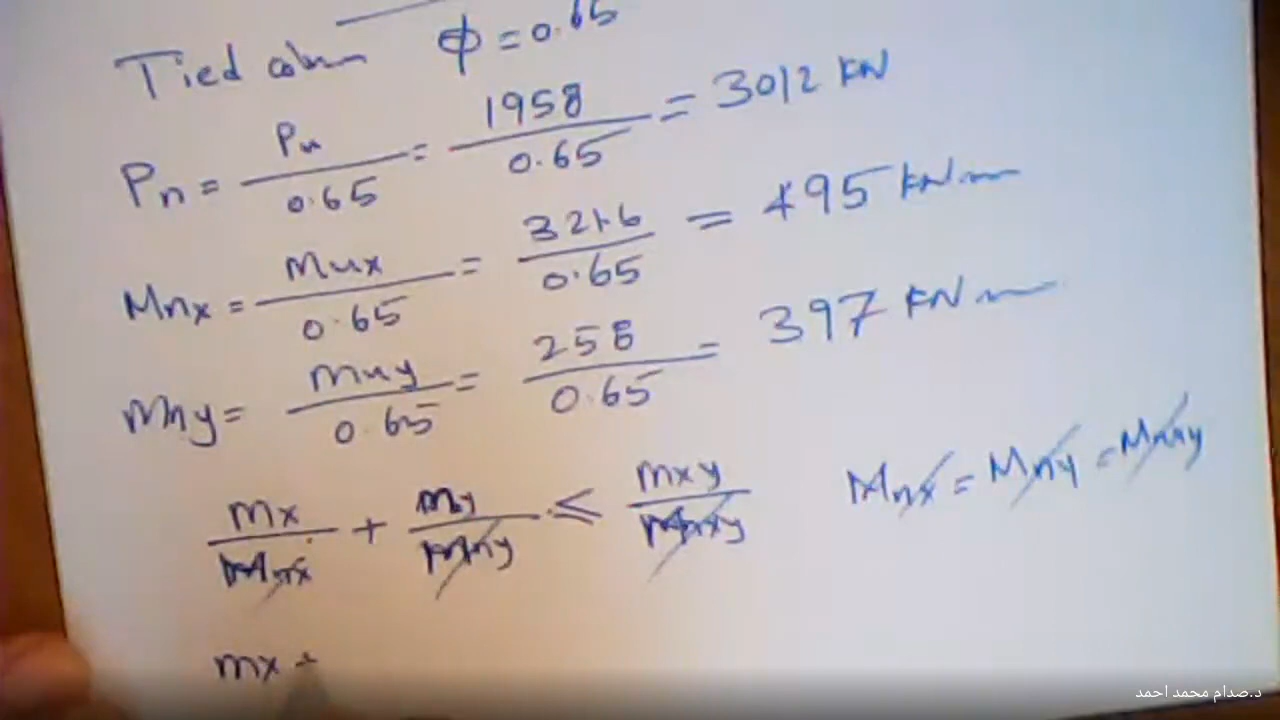 Tied column ϕ = 0.65
Pn = Pu / 0.65 = 1958 / 0.65 = 3012 KN
Mnx = Mux / 0.65 = 321.6 / 0.65 = 495 KN.m
Mny = Muy / 0.65 = 258 / 0.65 = 397 KN m
mx / Mnx + my / Mny ≤ mxy / Mnxy Mnx = Mny = Mnxy
mx +
د.صدام محمد احمد